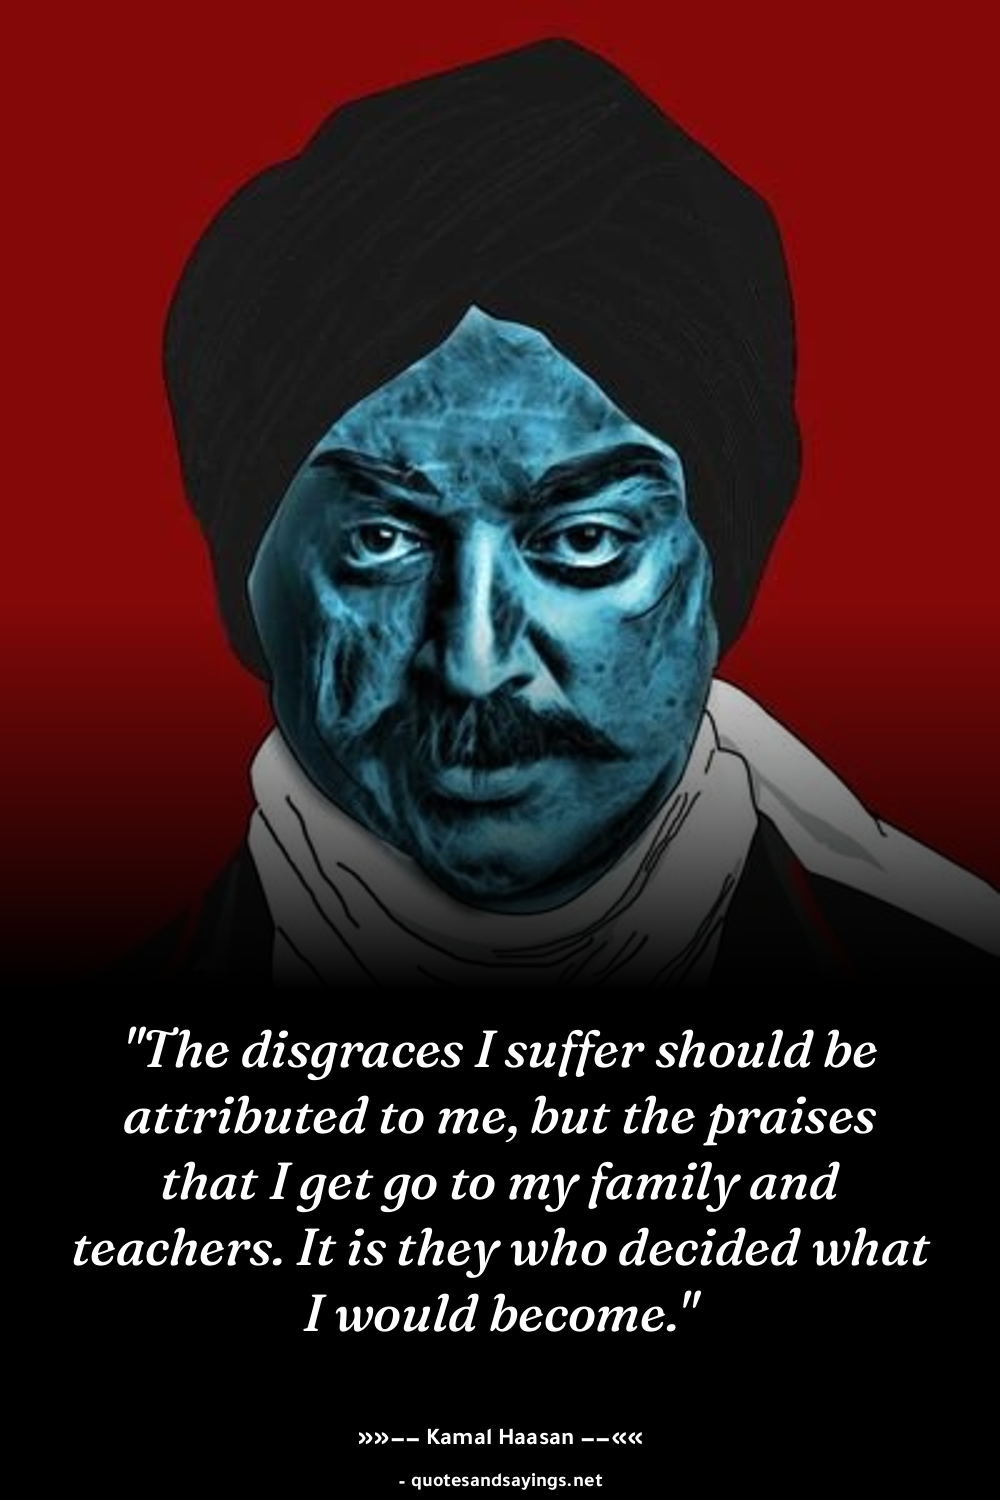 "The disgraces I suffer should be
attributed to me, but the praises
that I get go to my family and
teachers. It is they who decided what
I would become."
»»–– Kamal Haasan ––««
- quotesandsayings.net